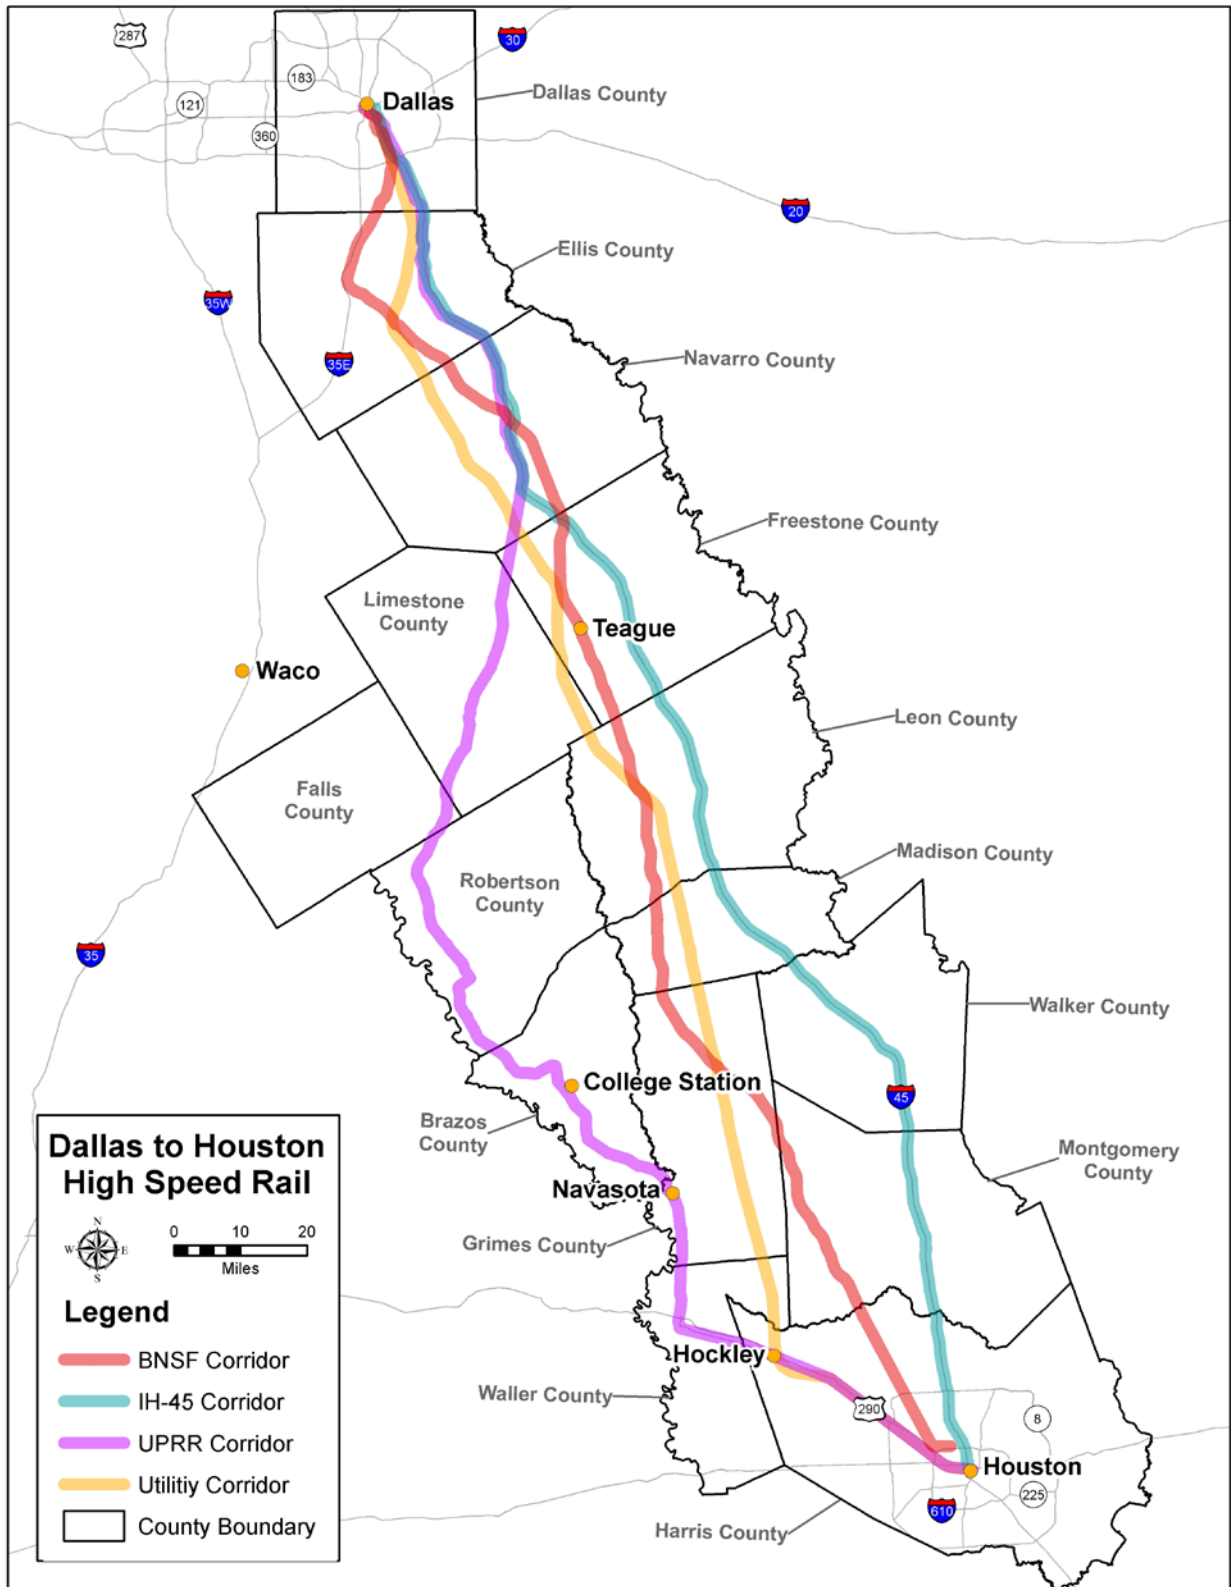 287
30
183
Dallas
Dallas County
121
360
20
Ellis County
35W
35E
Navarro County
Freestone County
Limestone
County
Teague
Waco
Leon County
Falls
County
Madison County
Robertson
County
35
Walker County
College Station
45
Brazos
County
Montgomery
County
Navasota
Grimes County
Hockley
Waller County
290
8
Houston
225
610
Harris County
Dallas to Houston
High Speed Rail
N
W E
S
0 10 20
Miles
Legend
BNSF Corridor
IH-45 Corridor
UPRR Corridor
Utilitiy Corridor
County Boundary